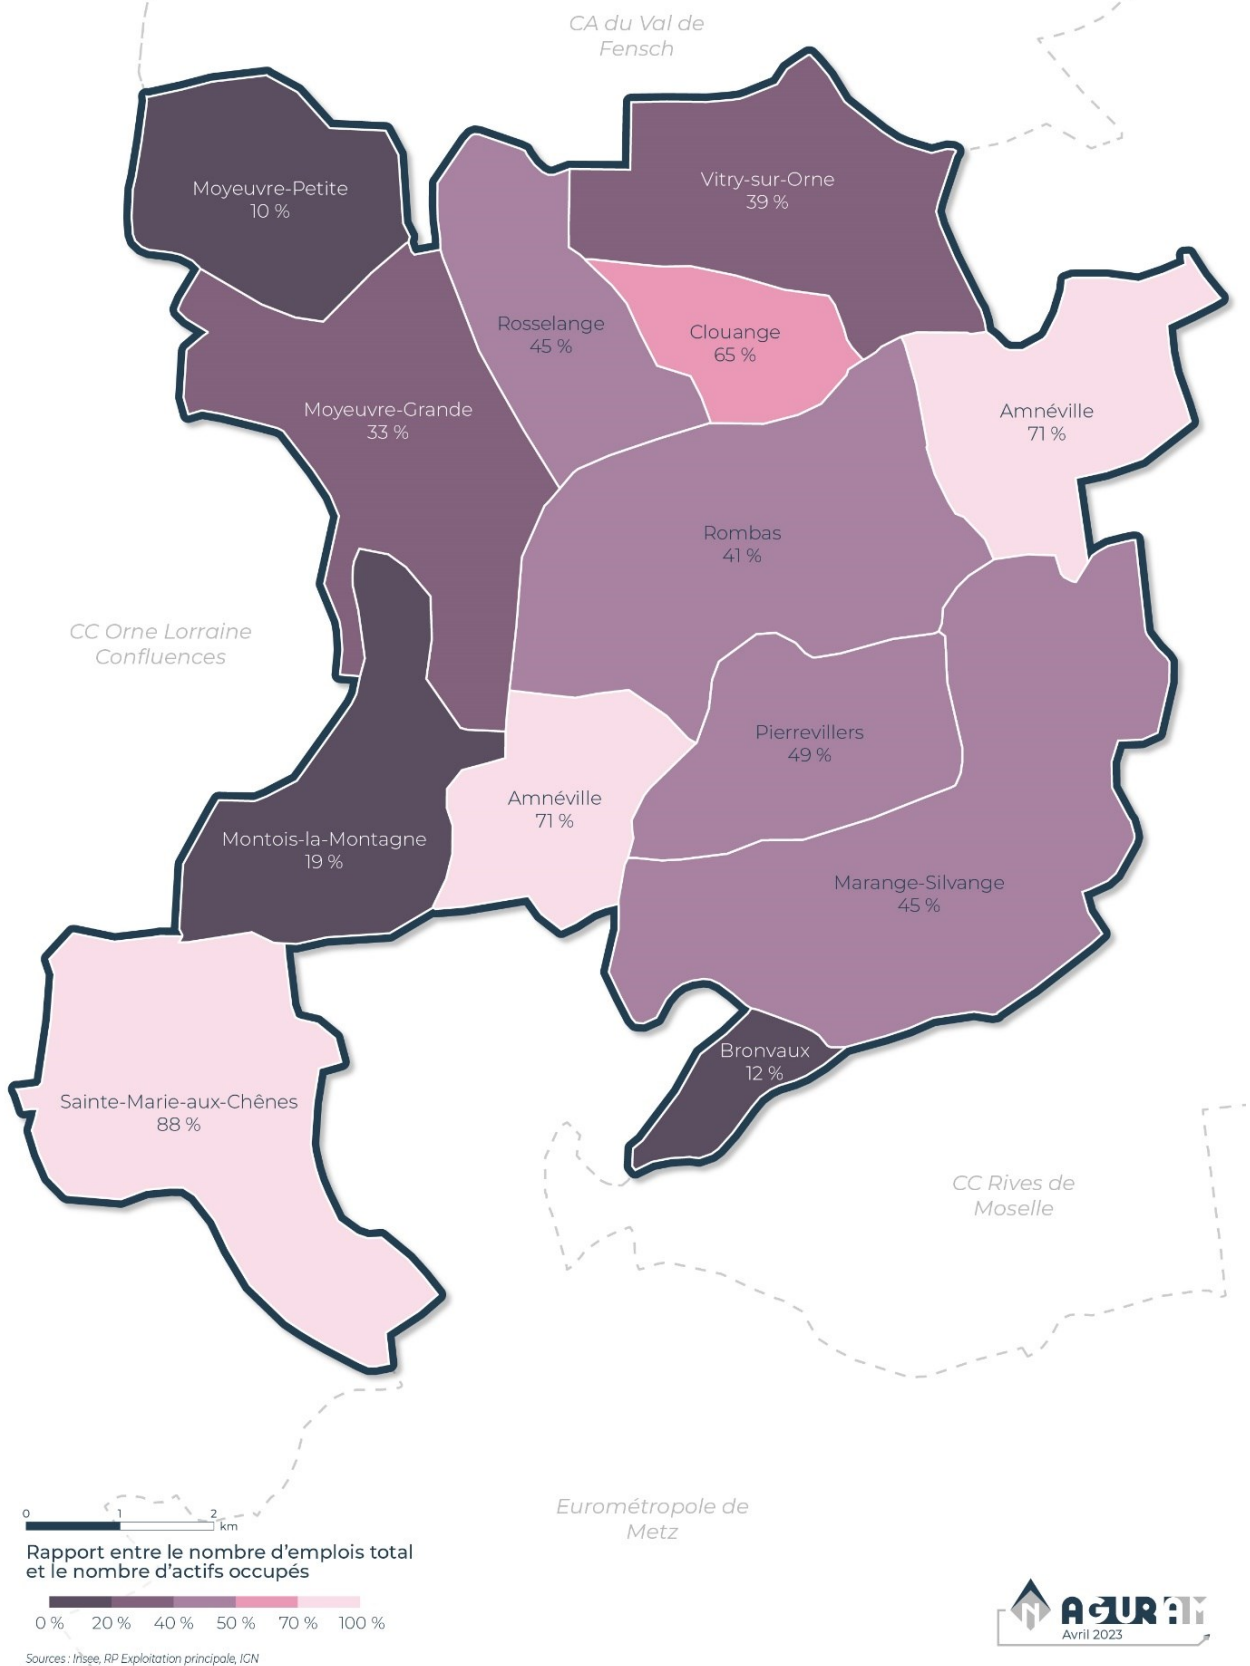 CA du Val de
Fensch
Moyeuvre-Petite
10 %
Vitry-sur-Orne
39 %
Rosselange
45 %
Clouange
65 %
Moyeuvre-Grande
33 %
Amnéville
71 %
Rombas
41 %
CC Orne Lorraine
Confluences
Pierrevillers
49 %
Amnéville
71 %
Montois-la-Montagne
19 %
Marange-Silvange
45 %
Bronvaux
12 %
Sainte-Marie-aux-Chênes
88 %
CC Rives de
Moselle
Eurométropole de
Metz
0 1 2
km
Rapport entre le nombre d'emplois total
et le nombre d'actifs occupés
0 % 20 % 40 % 50 % 70 % 100 %
Sources : Insee, RP Exploitation principale, IGN
N
AGURAM
Avril 2023